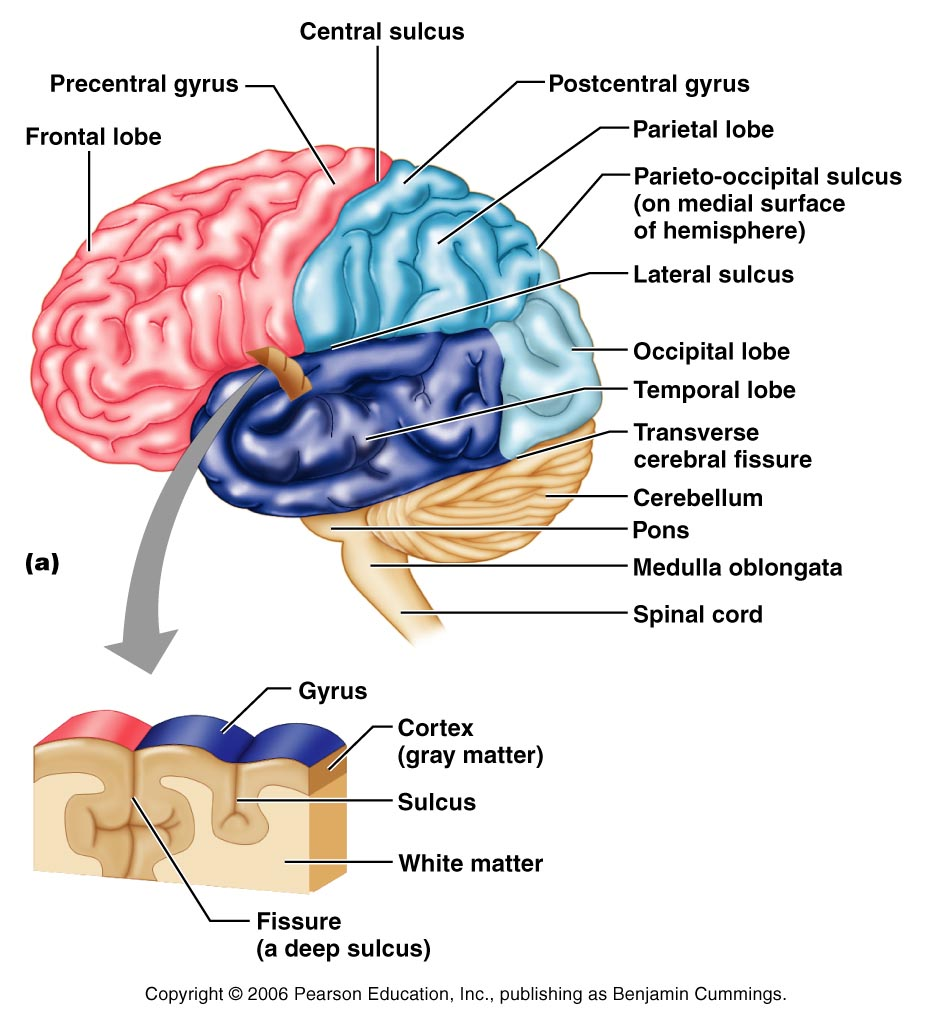 Central sulcus
Precentral gyrus
Postcentral gyrus
Frontal lobe
Parietal lobe
Parieto-occipital sulcus
(on medial surface
of hemisphere)
Lateral sulcus
Occipital lobe
Temporal lobe
Transverse
cerebral fissure
Cerebellum
Pons
(a)
Medulla oblongata
Spinal cord
Gyrus
Cortex
(gray matter)
Sulcus
White matter
Fissure
(a deep sulcus)
Copyright © 2006 Pearson Education, Inc., publishing as Benjamin Cummings.